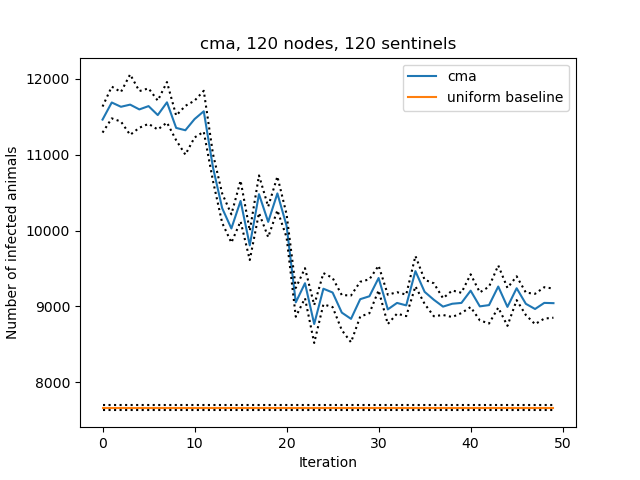 cma, 120 nodes, 120 sentinels
cma
uniform baseline
Number of infected animals
12000
11000
10000
9000
8000
0 10 20 30 40 50
Iteration